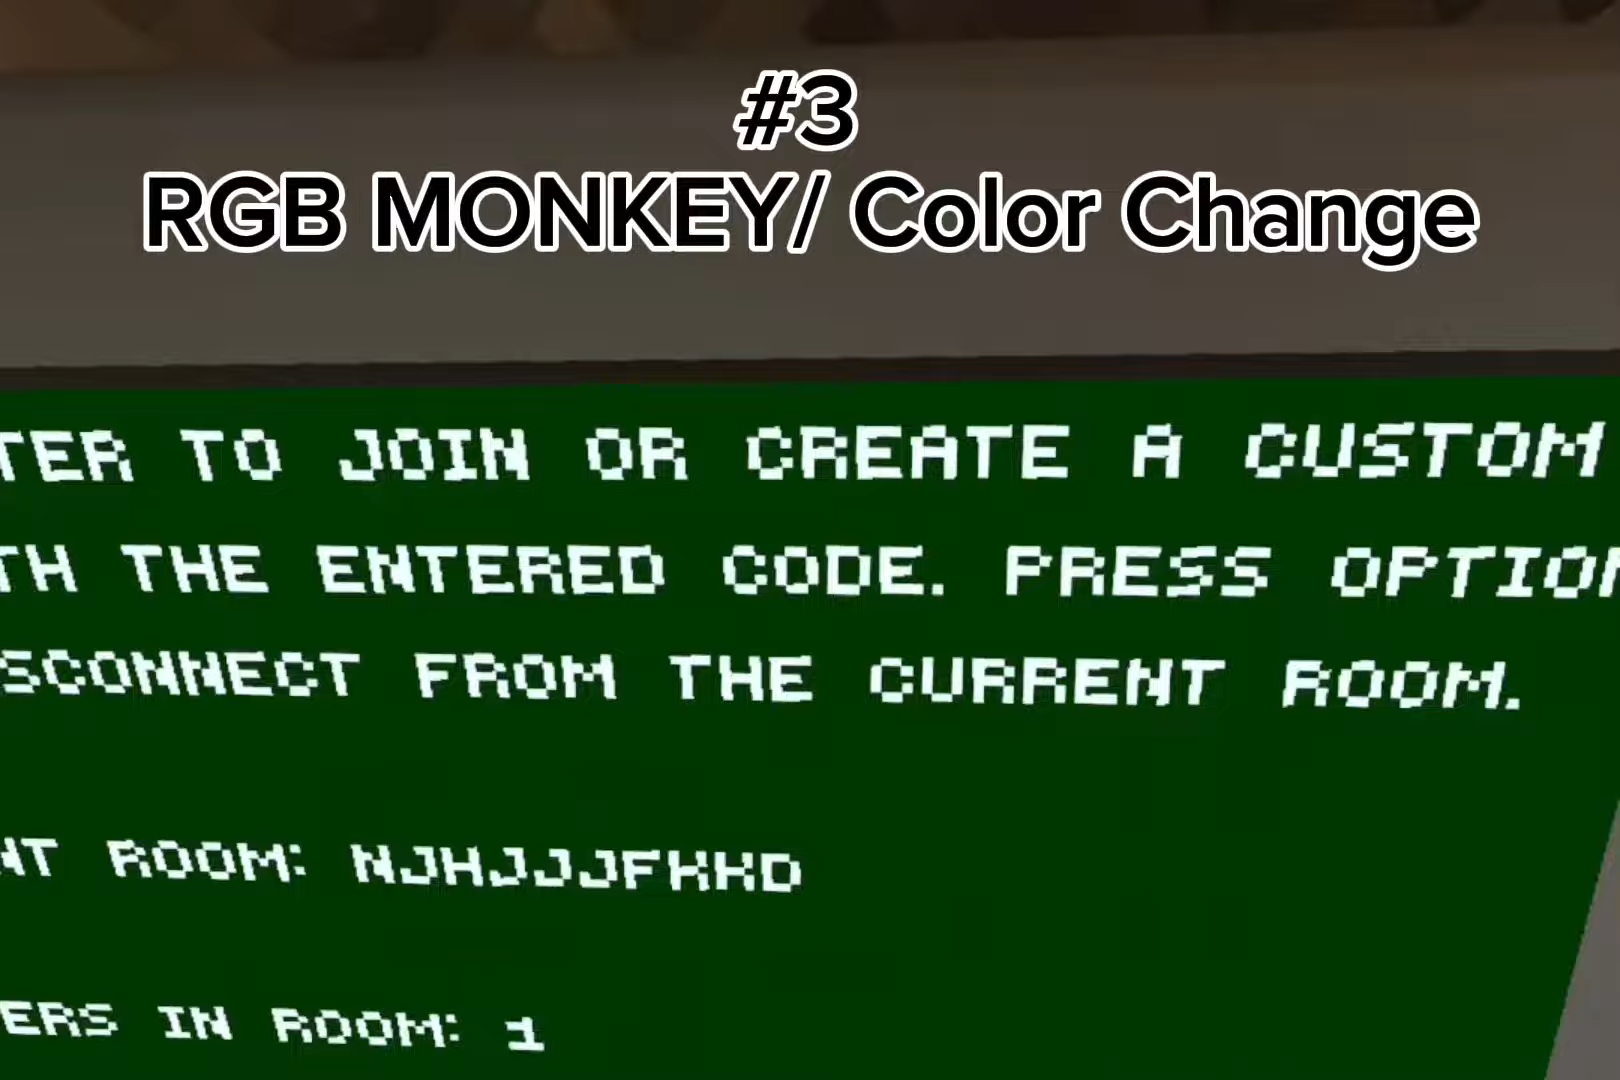 #3
RGB MONKEY/ Color Change
TER TO JOIN OR CREATE A CUSTOM
TH THE ENTERED CODE. PRESS OPTION
SCONNECT FROM THE CURRENT ROOM.
NT ROOM: NJHJJJFKKD
ERS IN ROOM: 1